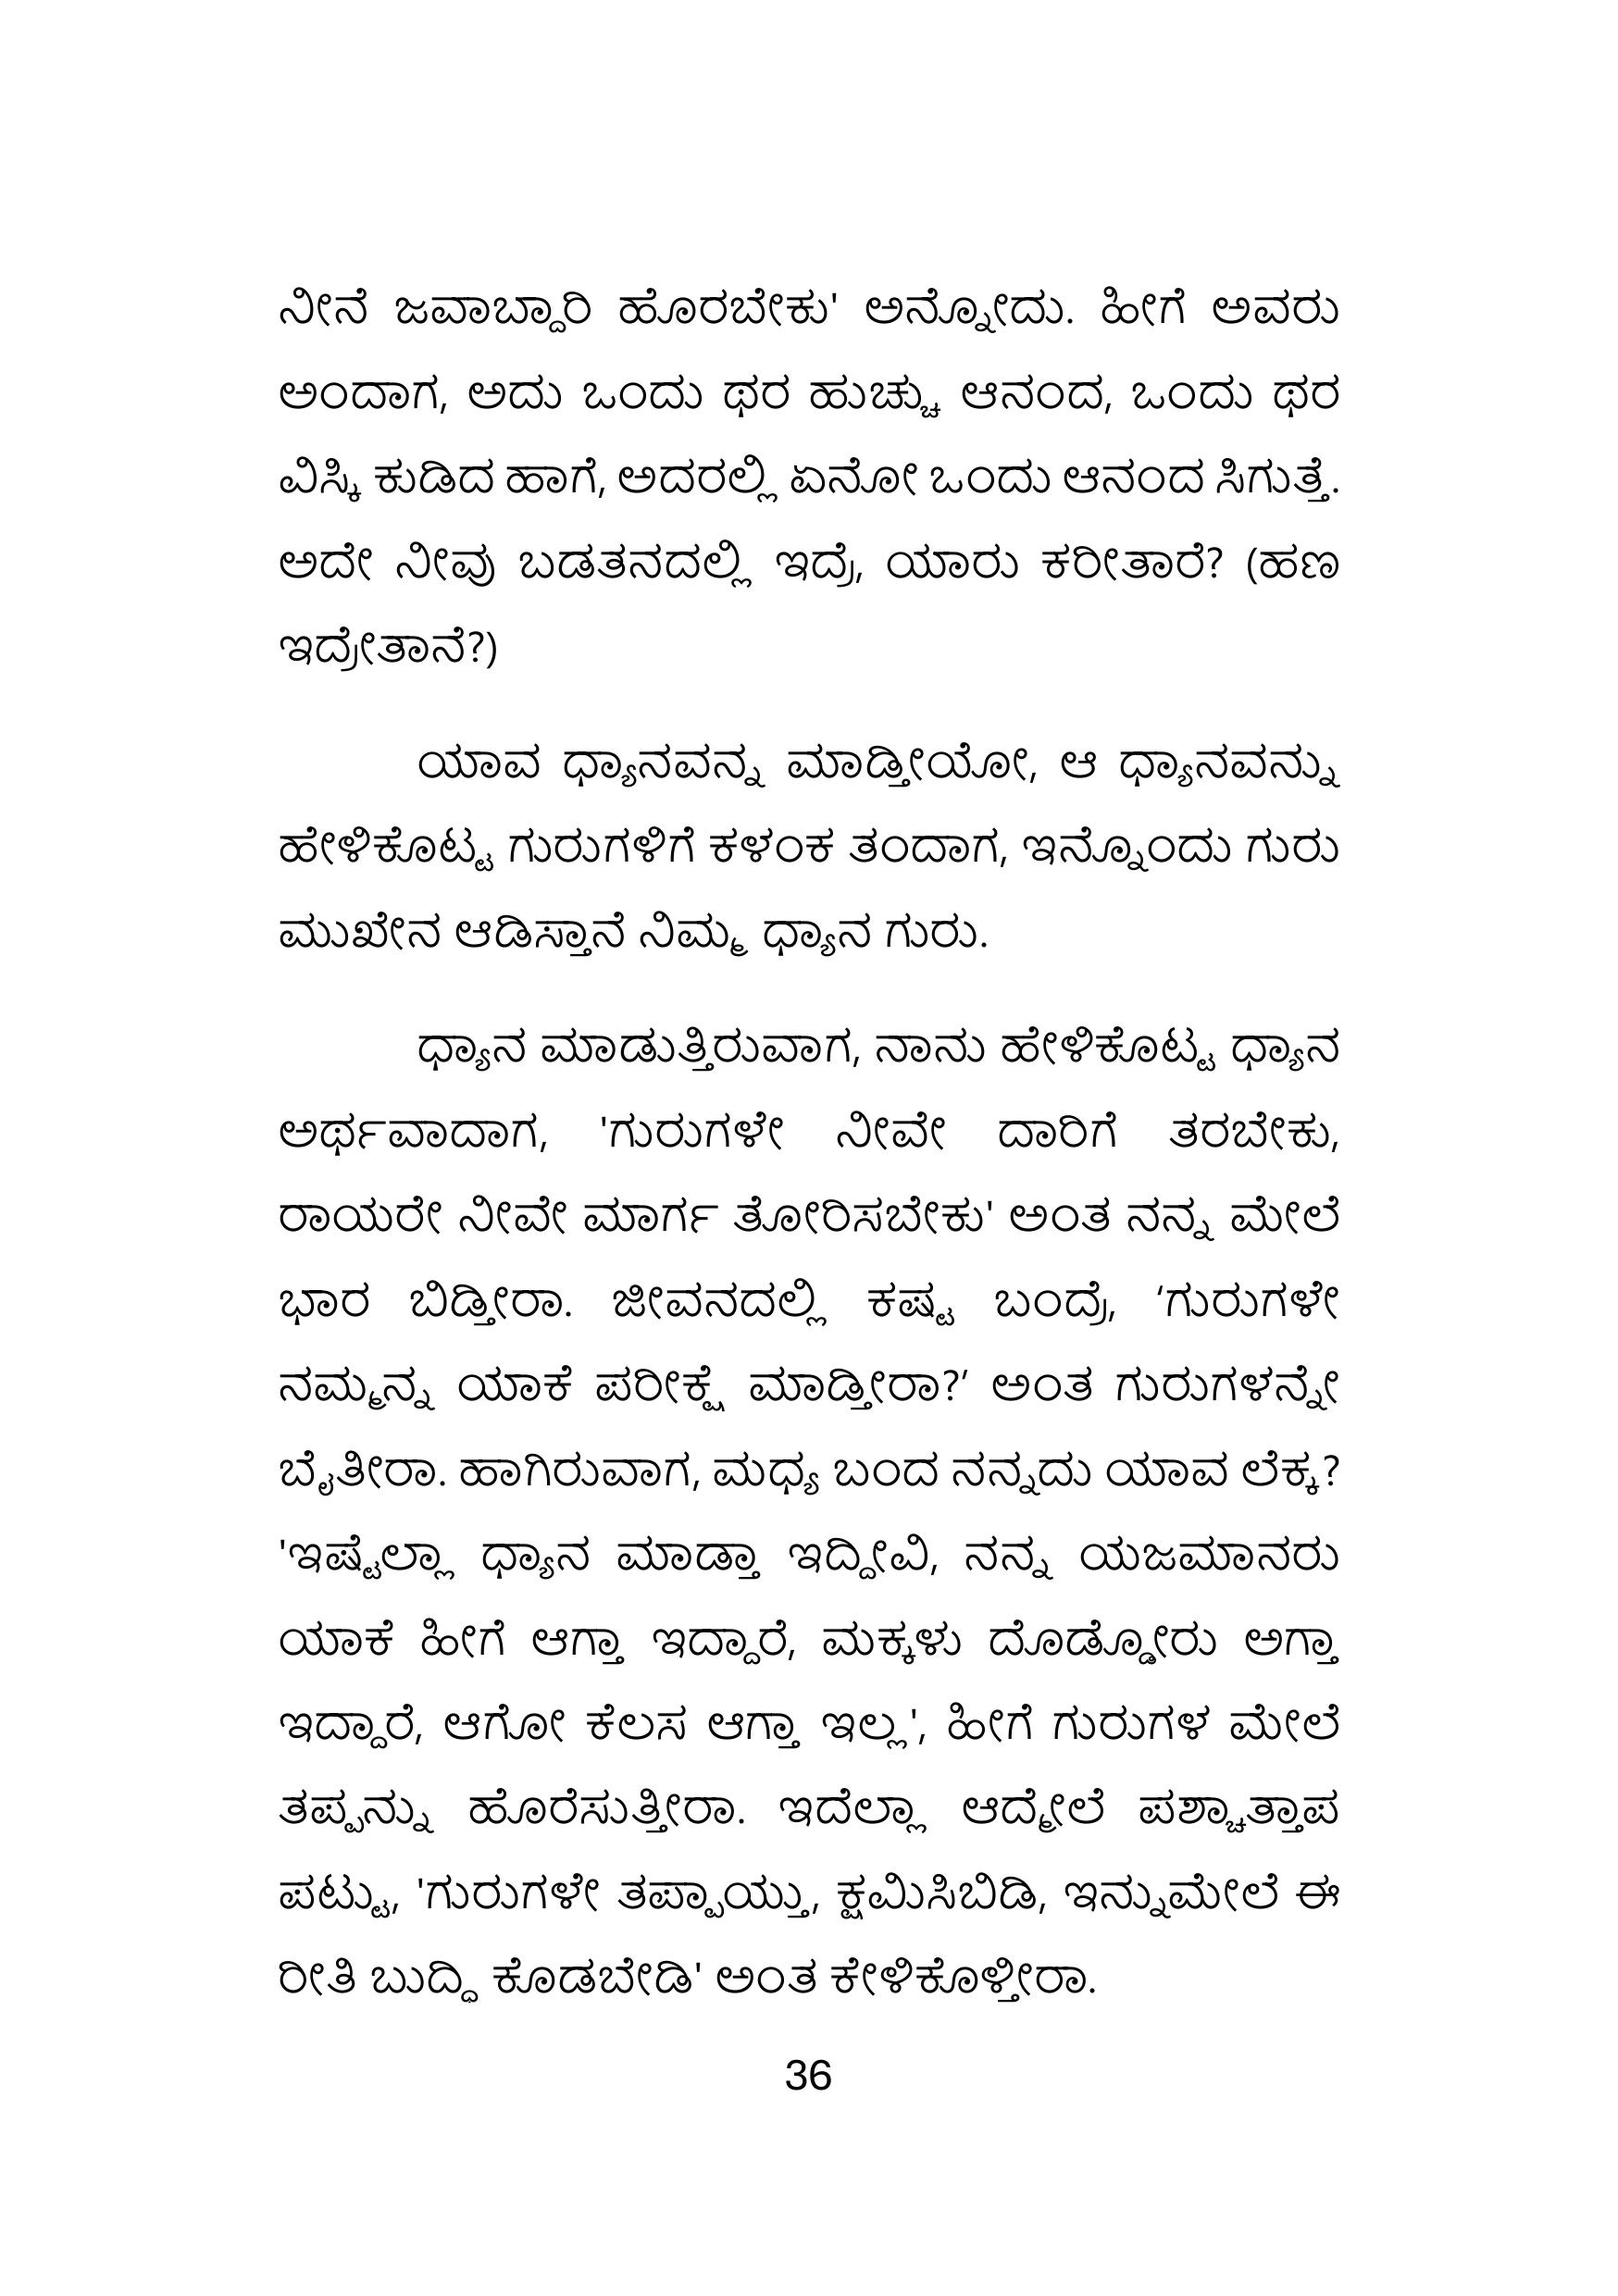 ನೀನೆ ಜವಾಬ್ದಾರಿ ಹೊರಬೇಕು' ಅನ್ನೋದು. ಹೀಗೆ ಅವರು
ಅಂದಾಗ, ಅದು ಒಂದು ಥರ ಹುಚ್ಚು ಆನಂದ, ಒಂದು ಥರ
ವಿಸ್ಕಿ ಕುಡಿದ ಹಾಗೆ, ಅದರಲ್ಲಿ ಏನೋ ಒಂದು ಆನಂದ ಸಿಗುತ್ತೆ.
ಅದೇ ನೀವು ಬಡತನದಲ್ಲಿ ಇದ್ರೆ, ಯಾರು ಕರೀತಾರೆ? (ಹಣ
ಇದ್ರೇತಾನೆ?)
ಯಾವ ಧ್ಯಾನವನ್ನ ಮಾಡ್ತೀಯೋ, ಆ ಧ್ಯಾನವನ್ನು
ಹೇಳಿಕೊಟ್ಟ ಗುರುಗಳಿಗೆ ಕಳಂಕ ತಂದಾಗ, ಇನ್ನೊಂದು ಗುರು
ಮುಖೇನ ಆಡಿಸ್ತಾನೆ ನಿಮ್ಮ ಧ್ಯಾನ ಗುರು.
ಧ್ಯಾನ ಮಾಡುತ್ತಿರುವಾಗ, ನಾನು ಹೇಳಿಕೊಟ್ಟ ಧ್ಯಾನ
ಅರ್ಥವಾದಾಗ, 'ಗುರುಗಳೇ ನೀವೇ ದಾರಿಗೆ ತರಬೇಕು,
ರಾಯರೇ ನೀವೇ ಮಾರ್ಗ ತೋರಿಸಬೇಕು' ಅಂತ ನನ್ನ ಮೇಲೆ
ಭಾರ ಬಿಡ್ತೀರಾ. ಜೀವನದಲ್ಲಿ ಕಷ್ಟ ಬಂದ್ರೆ, ‘ಗುರುಗಳೇ
ನಮ್ಮನ್ನ ಯಾಕೆ ಪರೀಕ್ಷೆ ಮಾಡ್ತೀರಾ?’ ಅಂತ ಗುರುಗಳನ್ನೇ
ಬೈತೀರಾ. ಹಾಗಿರುವಾಗ, ಮಧ್ಯ ಬಂದ ನನ್ನದು ಯಾವ ಲೆಕ್ಕ?
'ಇಷ್ಟೆಲ್ಲಾ ಧ್ಯಾನ ಮಾಡ್ತಾ ಇದ್ದೀವಿ, ನನ್ನ ಯಜಮಾನರು
ಯಾಕೆ ಹೀಗೆ ಆಗ್ತಾ ಇದ್ದಾರೆ, ಮಕ್ಕಳು ದೊಡ್ಡೋರು ಅಗ್ತಾ
ಇದ್ದಾರೆ, ಆಗೋ ಕೆಲಸ ಆಗ್ತಾ ಇಲ್ಲ', ಹೀಗೆ ಗುರುಗಳ ಮೇಲೆ
ತಪ್ಪನ್ನು ಹೊರೆಸುತ್ತೀರಾ. ಇದೆಲ್ಲಾ ಆದ್ಮೇಲೆ ಪಶ್ಚಾತ್ತಾಪ
ಪಟ್ಟು, 'ಗುರುಗಳೇ ತಪ್ಪಾಯ್ತು, ಕ್ಷಮಿಸಿಬಿಡಿ, ಇನ್ನುಮೇಲೆ ಈ
ರೀತಿ ಬುದ್ಧಿ ಕೊಡಬೇಡಿ' ಅಂತ ಕೇಳಿಕೊಳ್ತೀರಾ.
36